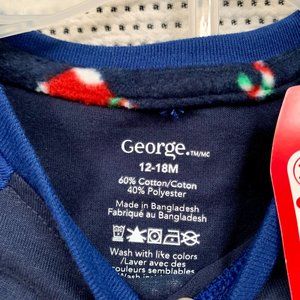 George.™/MC
12-18M
60% Cotton/Coton
40% Polyester
Made in Bangladesh
Fabriqué au Bangladesh
Wash with like colors
/Laver avec des
couleurs semblables